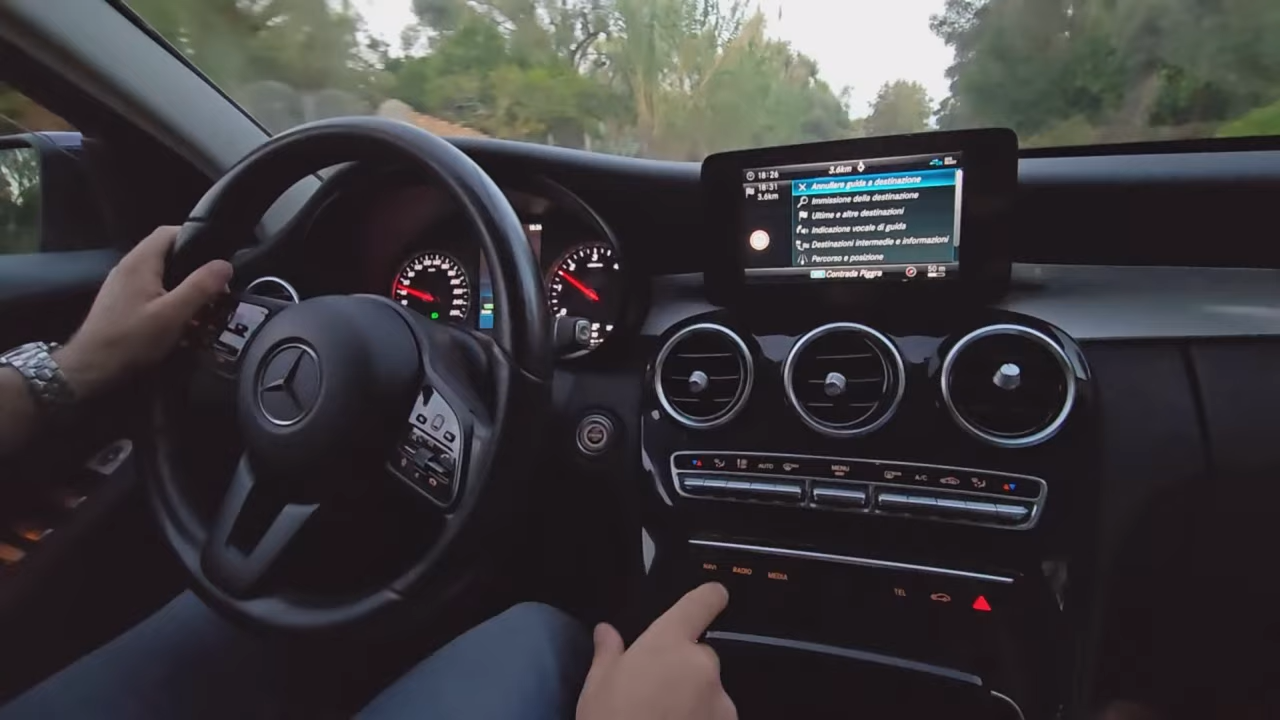 18:26
3.6km
18:31
3.6km
Annullare guida a destinazione
Immissione della destinazione
Ultime e altre destinazioni
Indicazione vocale di guida
Destinazioni intermedie e informazioni
Percorso e posizione
Contrada Pizzra
50 m
AUTO
MENU
A/C
NAVI
RADIO
MEDIA
TEL